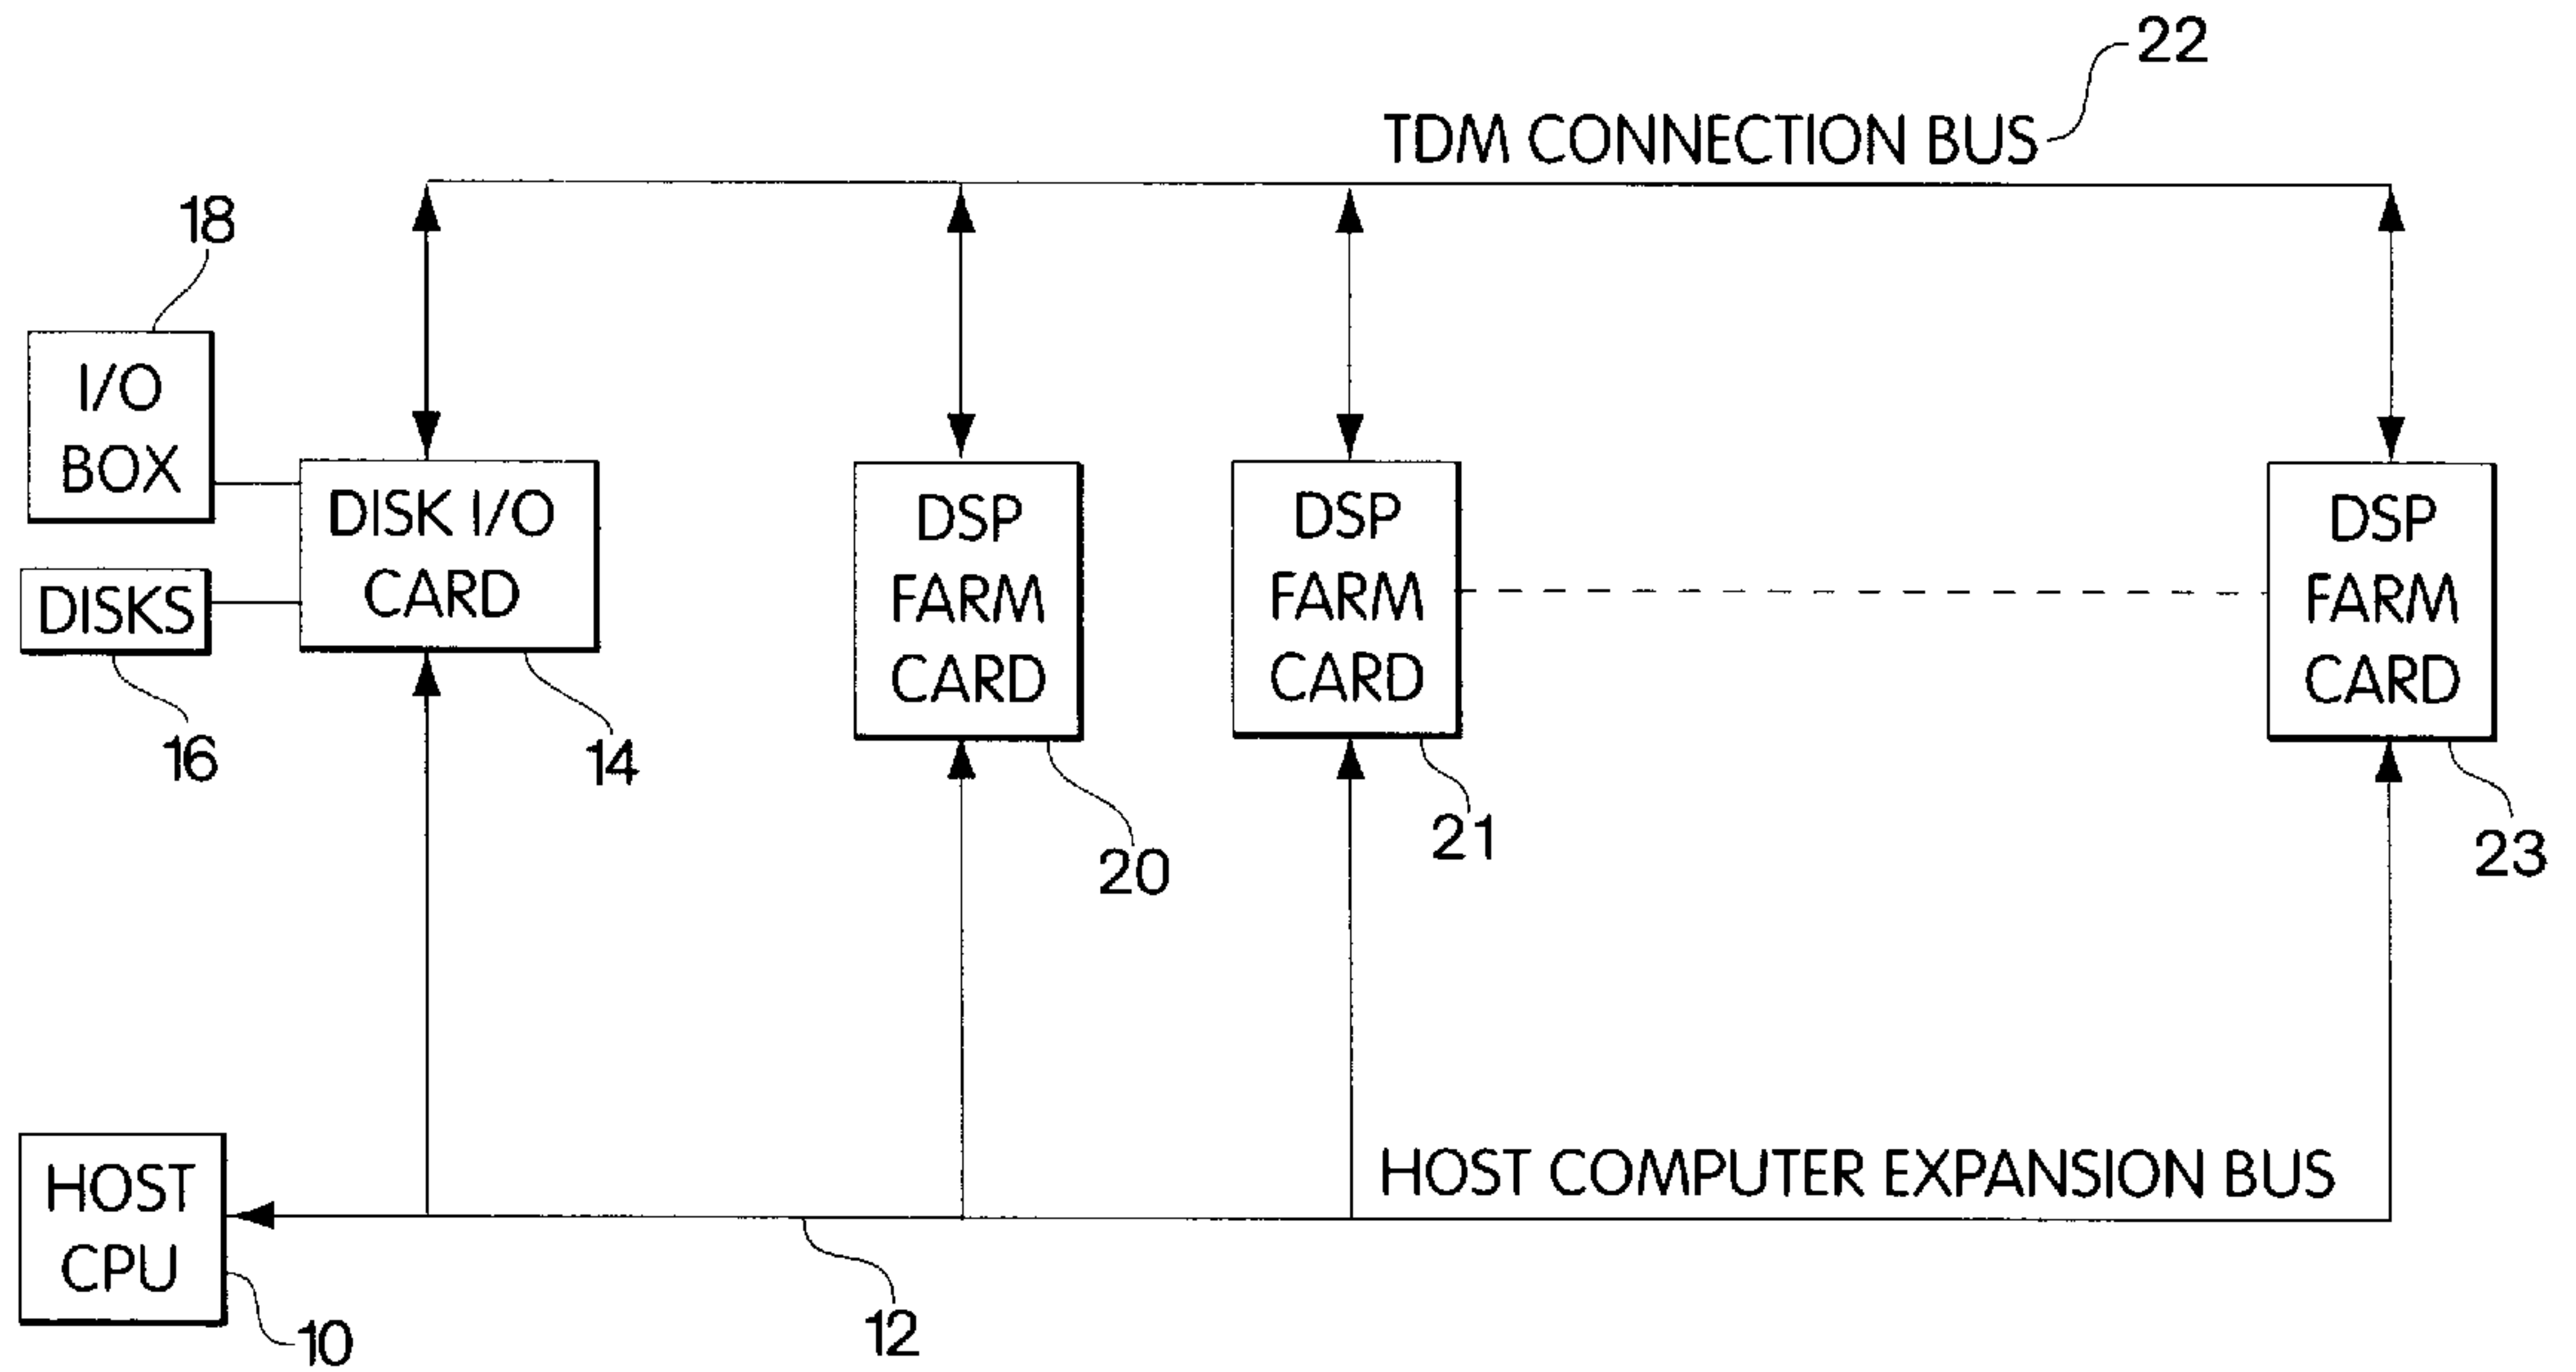 22
TDM CONNECTION BUS
18
I/O
BOX
DISK I/O
CARD
DISKS
16
14
DSP
FARM
CARD
20
DSP
FARM
CARD
21
DSP
FARM
CARD
23
HOST COMPUTER EXPANSION BUS
HOST
CPU
10
12